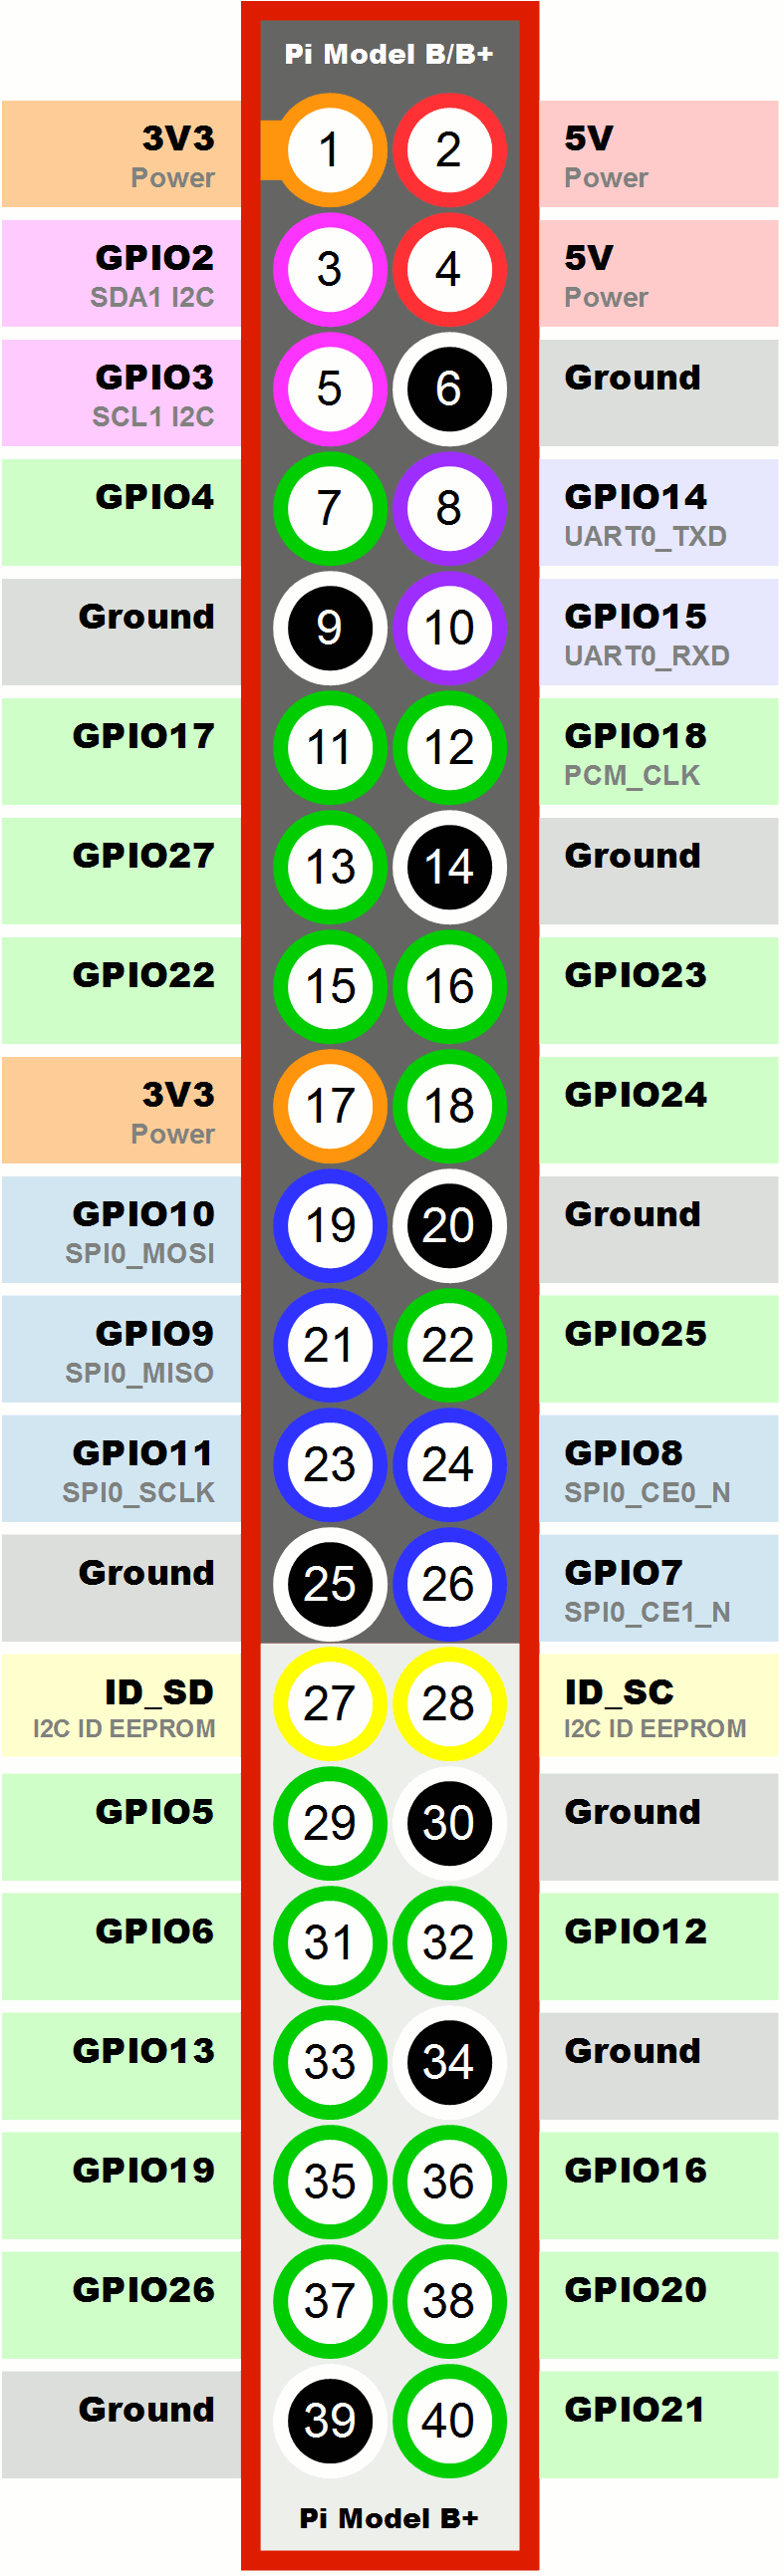 Pi Model B/B+
3V3 1 2 5V
Power Power
GPIO2 3 4 5V
SDA1 I2C Power
GPIO3 5 6 Ground
SCL1 I2C
GPIO4 7 8 GPIO14
UART0_TXD
Ground 9 10 GPIO15
UART0_RXD
GPIO17 11 12 GPIO18
PCM_CLK
GPIO27 13 14 Ground
GPIO22 15 16 GPIO23
3V3 17 18 GPIO24
Power
GPIO10 19 20 Ground
SPI0_MOSI
GPIO9 21 22 GPIO25
SPI0_MISO
GPIO11 23 24 GPIO8
SPI0_SCLK SPI0_CE0_N
Ground 25 26 GPIO7
SPI0_CE1_N
ID_SD 27 28 ID_SC
I2C ID EEPROM I2C ID EEPROM
GPIO5 29 30 Ground
GPIO6 31 32 GPIO12
GPIO13 33 34 Ground
GPIO19 35 36 GPIO16
GPIO26 37 38 GPIO20
Ground 39 40 GPIO21
Pi Model B+